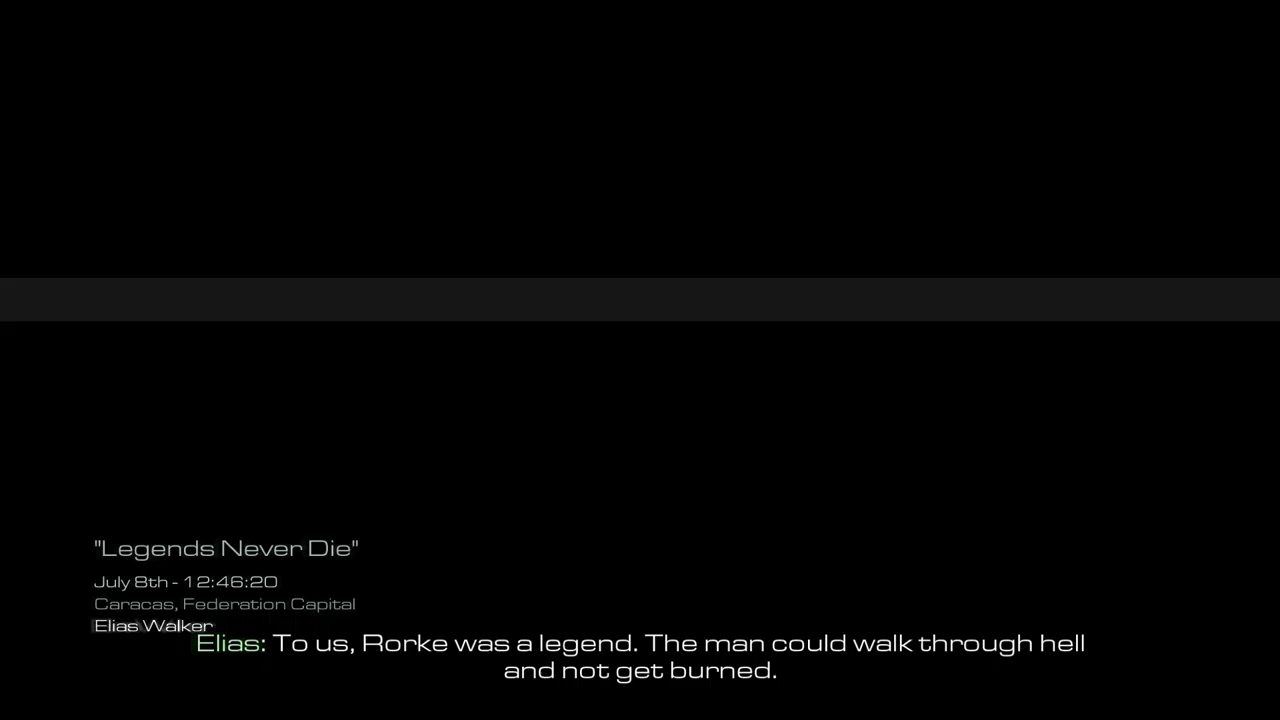 "Legends Never Die"
July 8th - 12:46:20
Caracas, Federation Capital
Elias Walker
Elias: To us, Rorke was a legend. The man could walk through hell
and not get burned.